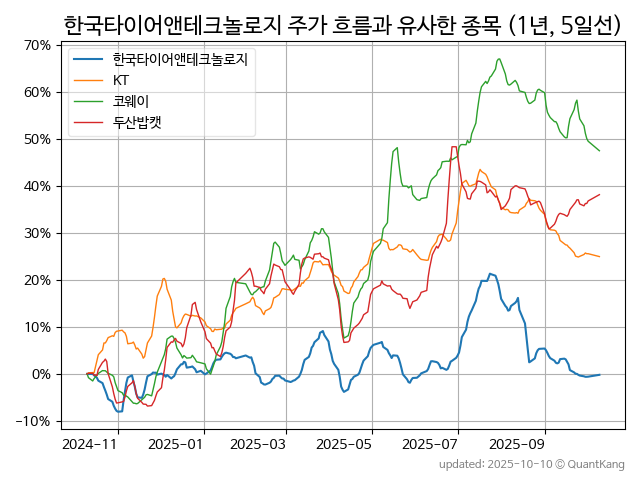 한국타이어앤테크놀로지 주가 흐름과 유사한 종목 (1년, 5일선)
70%
60%
50%
40%
30%
20%
10%
0%
−10%
한국타이어앤테크놀로지
KT
코웨이
두산밥캣
2024-11
2025-01
2025-03
2025-05
2025-07
2025-09
updated: 2025-10-10 © QuantKang